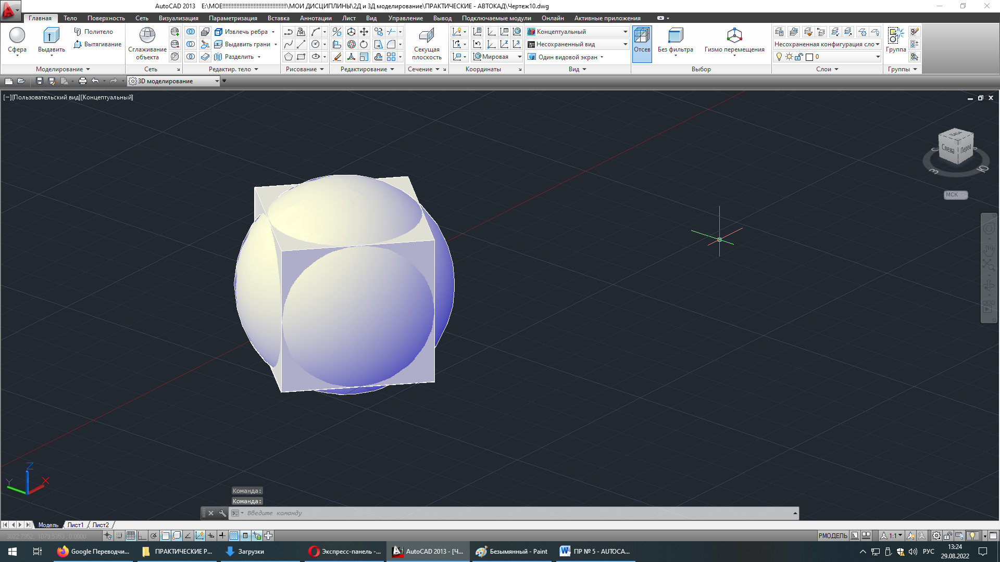 AutoCAD 2013    E:\МОЕ!!!!!!!!!!!!!!!!!!!!!!!!!!!!!!!!!!!!!!!!!\МОИ ДИСЦИПЛИНЫ\2Д и 3Д моделирование\ПРАКТИЧЕСКИЕ - АВТОКАД\Чертеж10.dwg
Главная Тело Поверхность Сеть Визуализация Параметризация Вставка Аннотации Лист Вид Управление Вывод Подключаемые модули Онлайн Активные приложения
Политело Извлечь ребра Концептуальный
Сфера Выдавить Вытягивание Сглаживание объекта Выдавить грани Секущая плоскость Несохраненный вид Отсев Без фильтра Гизмо перемещения Несохраненная конфигурация сло Группа
Разделить Мировая Один видовой экран 0
Моделирование Сеть Редактир. тело Рисование Редактирование Сечение Координаты Вид Выбор Слои Группы
3D моделирование
[−][Пользовательский вид][Концептуальный]
Слева Перед
З Ю
МСК
Z
Y X
Команда:
Команда:
Введите команду
Модель Лист1 Лист2
3022.7952, 1079.5353, 0.0000 РМОДЕЛЬ 1:1
Google Переводчи... ПРАКТИЧЕСКИЕ Р... Загрузки Экспресс-панель -... AutoCAD 2013 - [Ч... Безымянный - Paint ПР № 5 - AUTOCA... РУС 13:24
29.08.2022